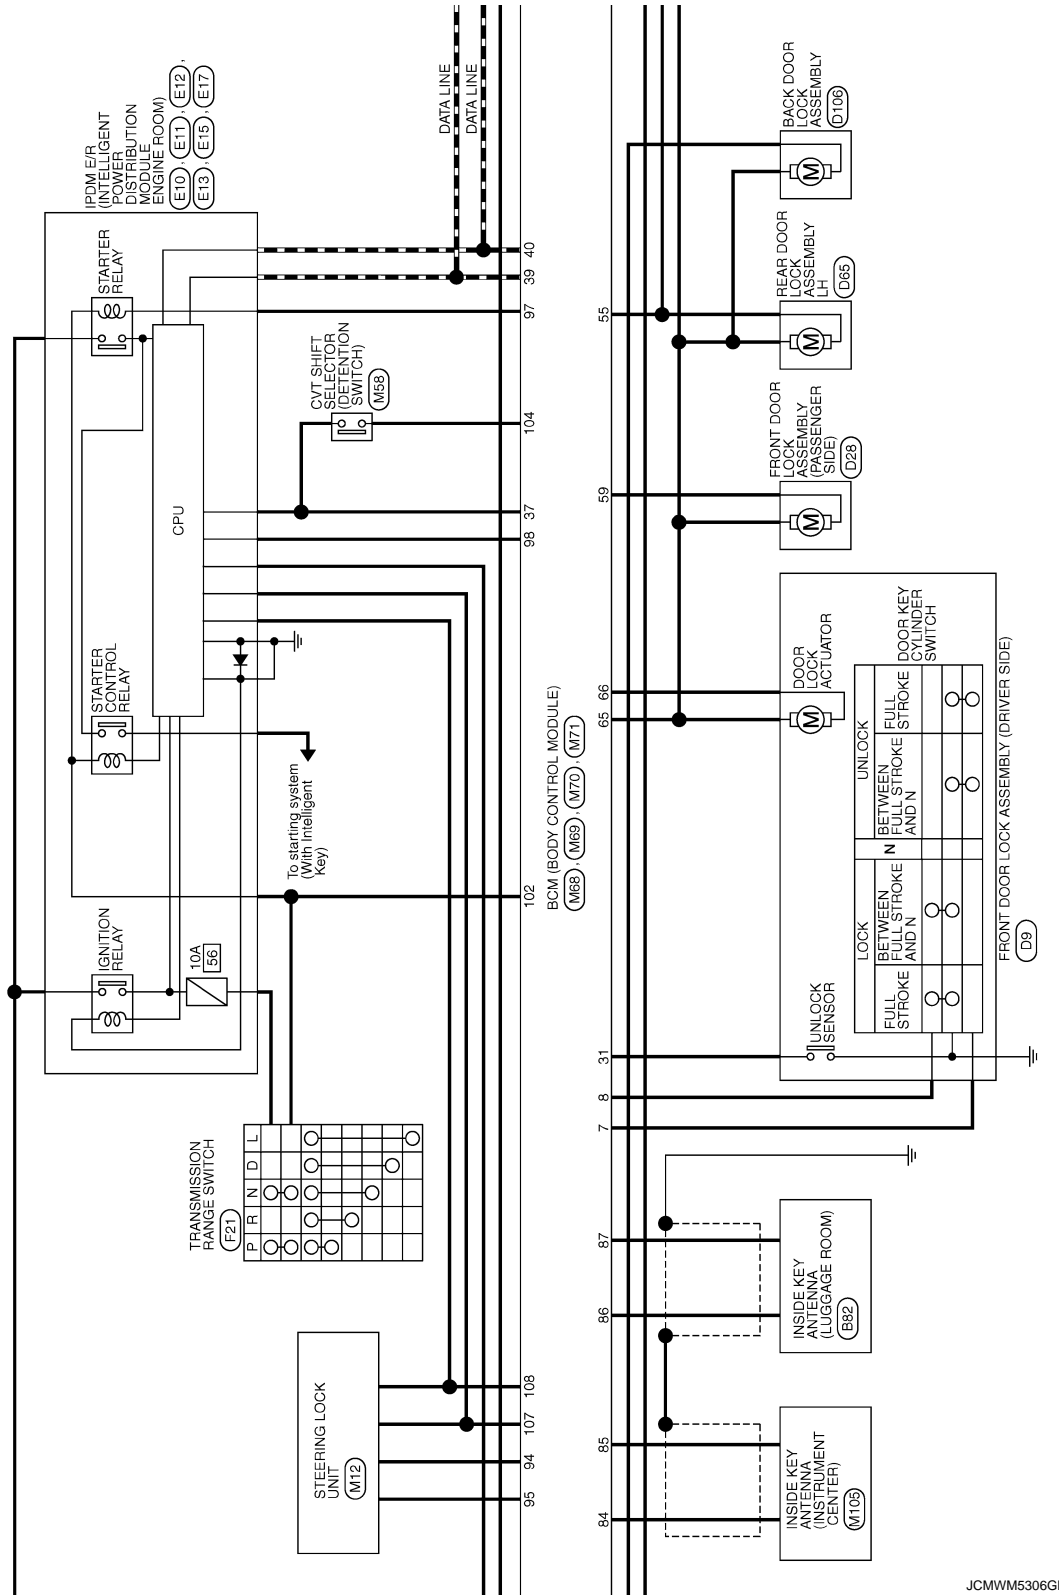 IPDM E/R
(INTELLIGENT
POWER
DISTRIBUTION
MODULE
ENGINE ROOM)
E10 , E11 , E12 ,
E13 , E15 , E17
STARTER
RELAY
CPU
STARTER
CONTROL
RELAY
IGNITION
RELAY
10A
56
To starting system
(With Intelligent
Key)
DATA LINE
DATA LINE
CVT SHIFT
SELECTOR
(DETENTION
SWITCH)
M58
TRANSMISSION
RANGE SWITCH
F21
P R N D L
STEERING LOCK
UNIT
M12
40
39
97
104
37
98
102
108
107
94
95
BCM (BODY CONTROL MODULE)
M68 , M69 , M70 , M71
55
59
66
65
31
8
7
87
86
85
84
BACK DOOR
LOCK
ASSEMBLY
D106
REAR DOOR
LOCK
ASSEMBLY
LH
D65
FRONT DOOR
LOCK
ASSEMBLY
(PASSENGER
SIDE)
D28
M
M
M
M
DOOR
LOCK
ACTUATOR
DOOR KEY
CYLINDER
SWITCH
LOCK
N
UNLOCK
FULL
STROKE
BETWEEN
FULL STROKE
AND N
BETWEEN
FULL STROKE
AND N
FULL
STROKE
UNLOCK
SENSOR
FRONT DOOR LOCK ASSEMBLY (DRIVER SIDE)
D9
INSIDE KEY
ANTENNA
(LUGGAGE ROOM)
B82
INSIDE KEY
ANTENNA
(INSTRUMENT
CENTER)
M105
JCMWM5306G